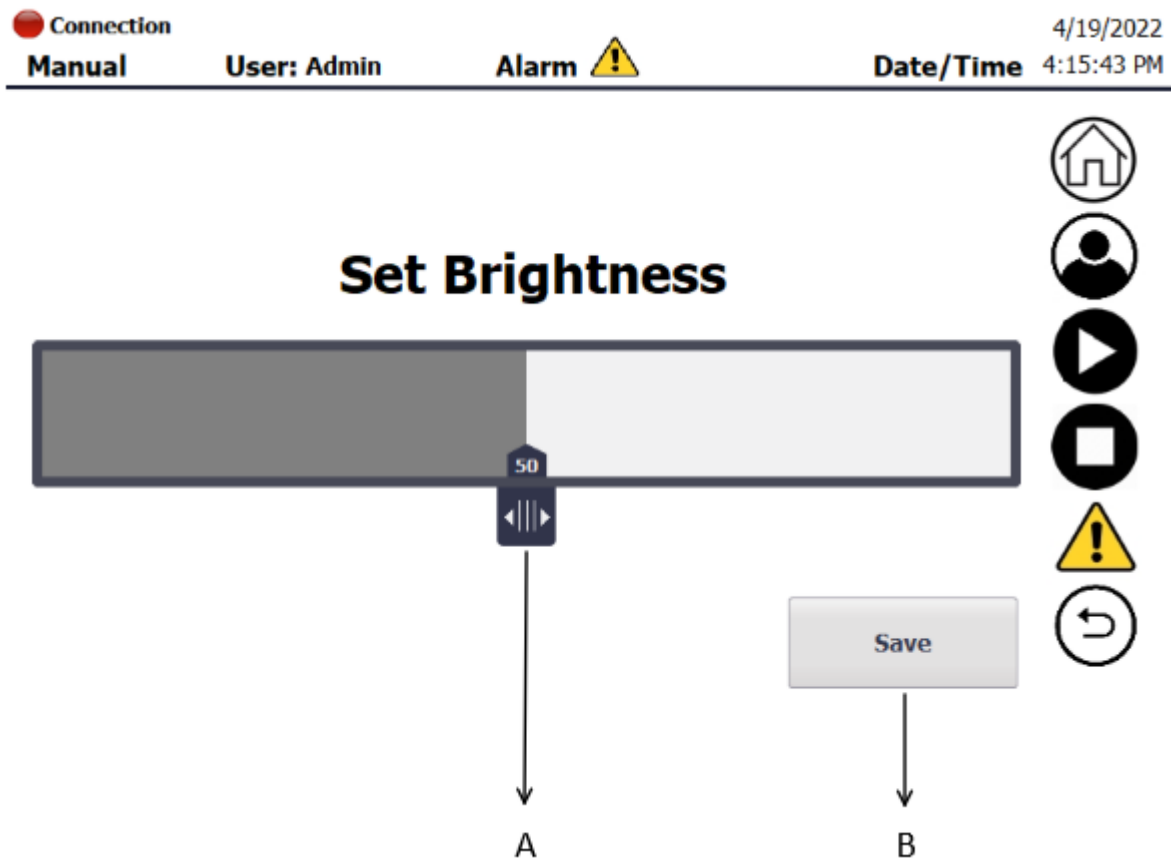 Connection
4/19/2022
Manual User: Admin Alarm Date/Time 4:15:43 PM
Set Brightness
50
Save
A B